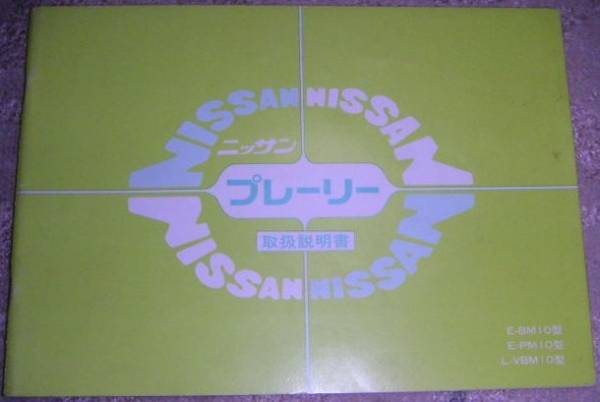 NISSAN NISSAN
ニッサン
プレーリー
取扱説明書
NISSAN NISSAN
E-BM10型
E-PM10型
L-VBM10型